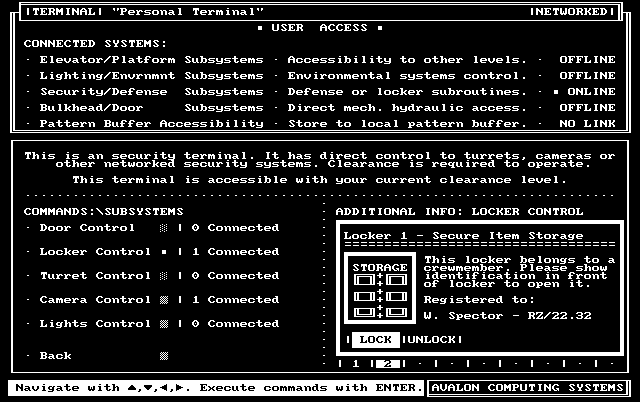 |TERMINAL| "Personal Terminal" |NETWORKED|
▪ USER ACCESS ▪
CONNECTED SYSTEMS:
· Elevator/Platform Subsystems · Accessibility to other levels. · OFFLINE
· Lighting/Envrnmnt Subsystems · Environmental systems control. · OFFLINE
· Security/Defense Subsystems · Defense or locker subroutines. · ▪ ONLINE
· Bulkhead/Door Subsystems · Direct mech. hydraulic access. · OFFLINE
· Pattern Buffer Accessibility · Store to local pattern buffer. · NO LINK
This is an security terminal. It has direct control to turrets, cameras or
other networked security systems. Clearance is required to operate.
This terminal is accessible with your current clearance level.
COMMANDS:\SUBSYSTEMS
· Door Control | 0 Connected
· Locker Control ▪ | 1 Connected
· Turret Control | 0 Connected
· Camera Control | 1 Connected
· Lights Control | 0 Connected
· Back
ADDITIONAL INFO: LOCKER CONTROL
Locker 1 - Secure Item Storage
STORAGE
This locker belongs to a
crewmember. Please show
identification in front
of locker to open it.
Registered to:
W. Spector - RZ/22.32
| LOCK |UNLOCK|
| 1 | 2 | · | · | · | · | · | · |
Navigate with ▲,▼,◄,►. Execute commands with ENTER.
AVALON COMPUTING SYSTEMS